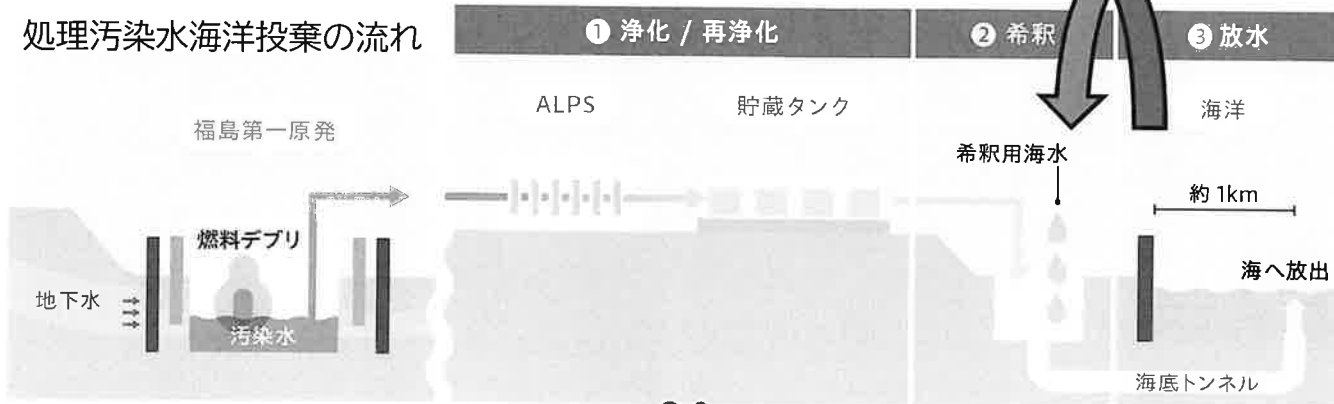 処理汚染水海洋投棄の流れ
❶ 浄化 / 再浄化
❷ 希釈
❸ 放水
福島第一原発
ALPS
貯蔵タンク
海洋
希釈用海水
約 1km
燃料デブリ
海へ放出
地下水
汚染水
海底トンネル